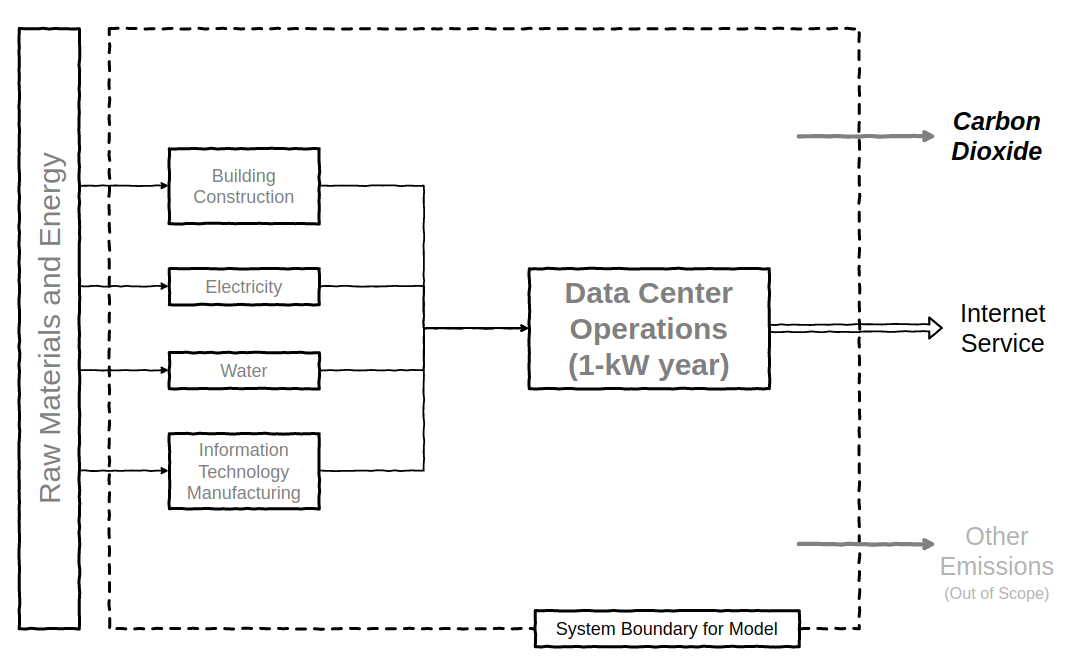 Raw Materials and Energy
Building
Construction
Electricity
Water
Information
Technology
Manufacturing
Data Center
Operations
(1-kW year)
Carbon
Dioxide
Internet
Service
Other
Emissions
(Out of Scope)
System Boundary for Model